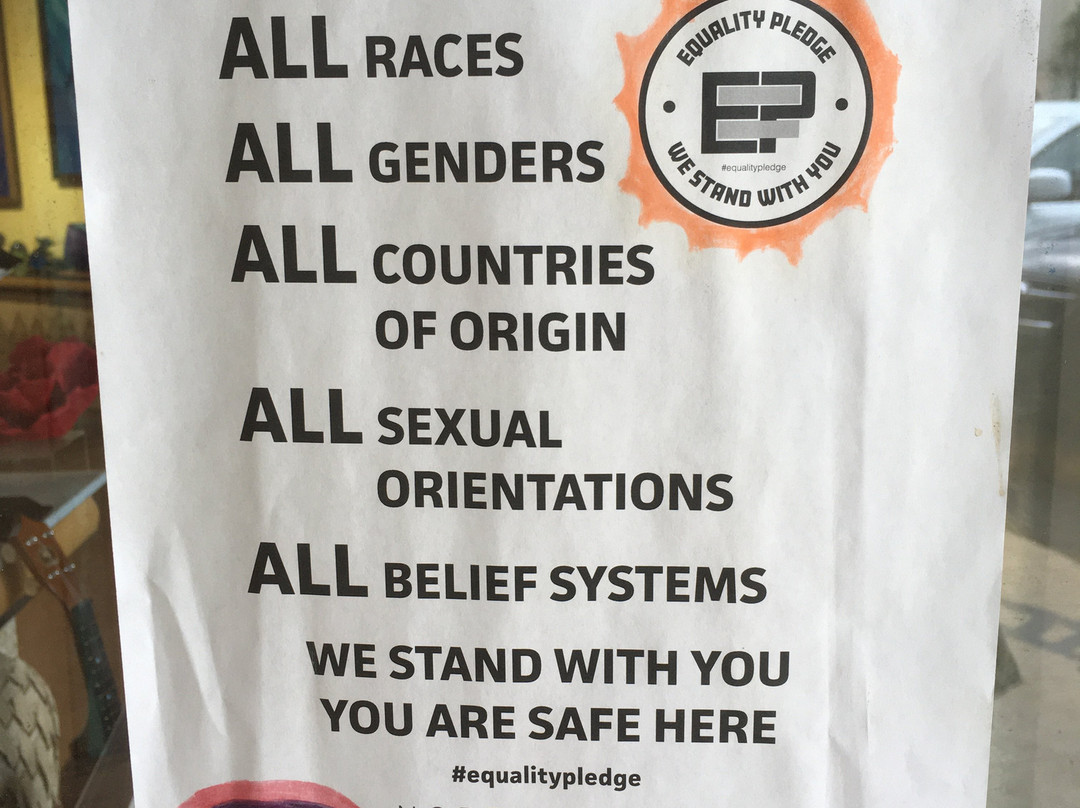 ALL RACES
ALL GENDERS
ALL COUNTRIES
OF ORIGIN
ALL SEXUAL
ORIENTATIONS
ALL BELIEF SYSTEMS
WE STAND WITH YOU
YOU ARE SAFE HERE
#equalitypledge
EQUALITY PLEDGE
EP
#equalitypledge
WE STAND WITH YOU